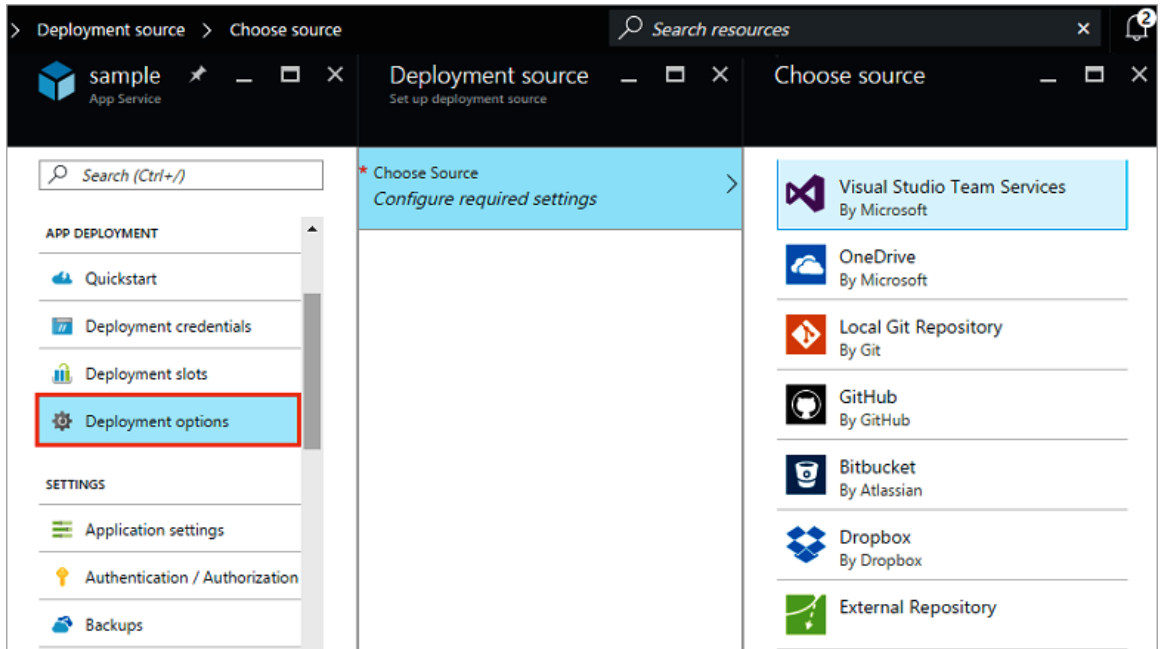 Deployment source > Choose source
Search resources
2
sample
App Service
Deployment source
Set up deployment source
Choose source
Search (Ctrl+/)
APP DEPLOYMENT
Quickstart
Deployment credentials
Deployment slots
Deployment options
SETTINGS
Application settings
Authentication / Authorization
Backups
* Choose Source
Configure required settings
Visual Studio Team Services
By Microsoft
OneDrive
By Microsoft
Local Git Repository
By Git
GitHub
By GitHub
Bitbucket
By Atlassian
Dropbox
By Dropbox
External Repository